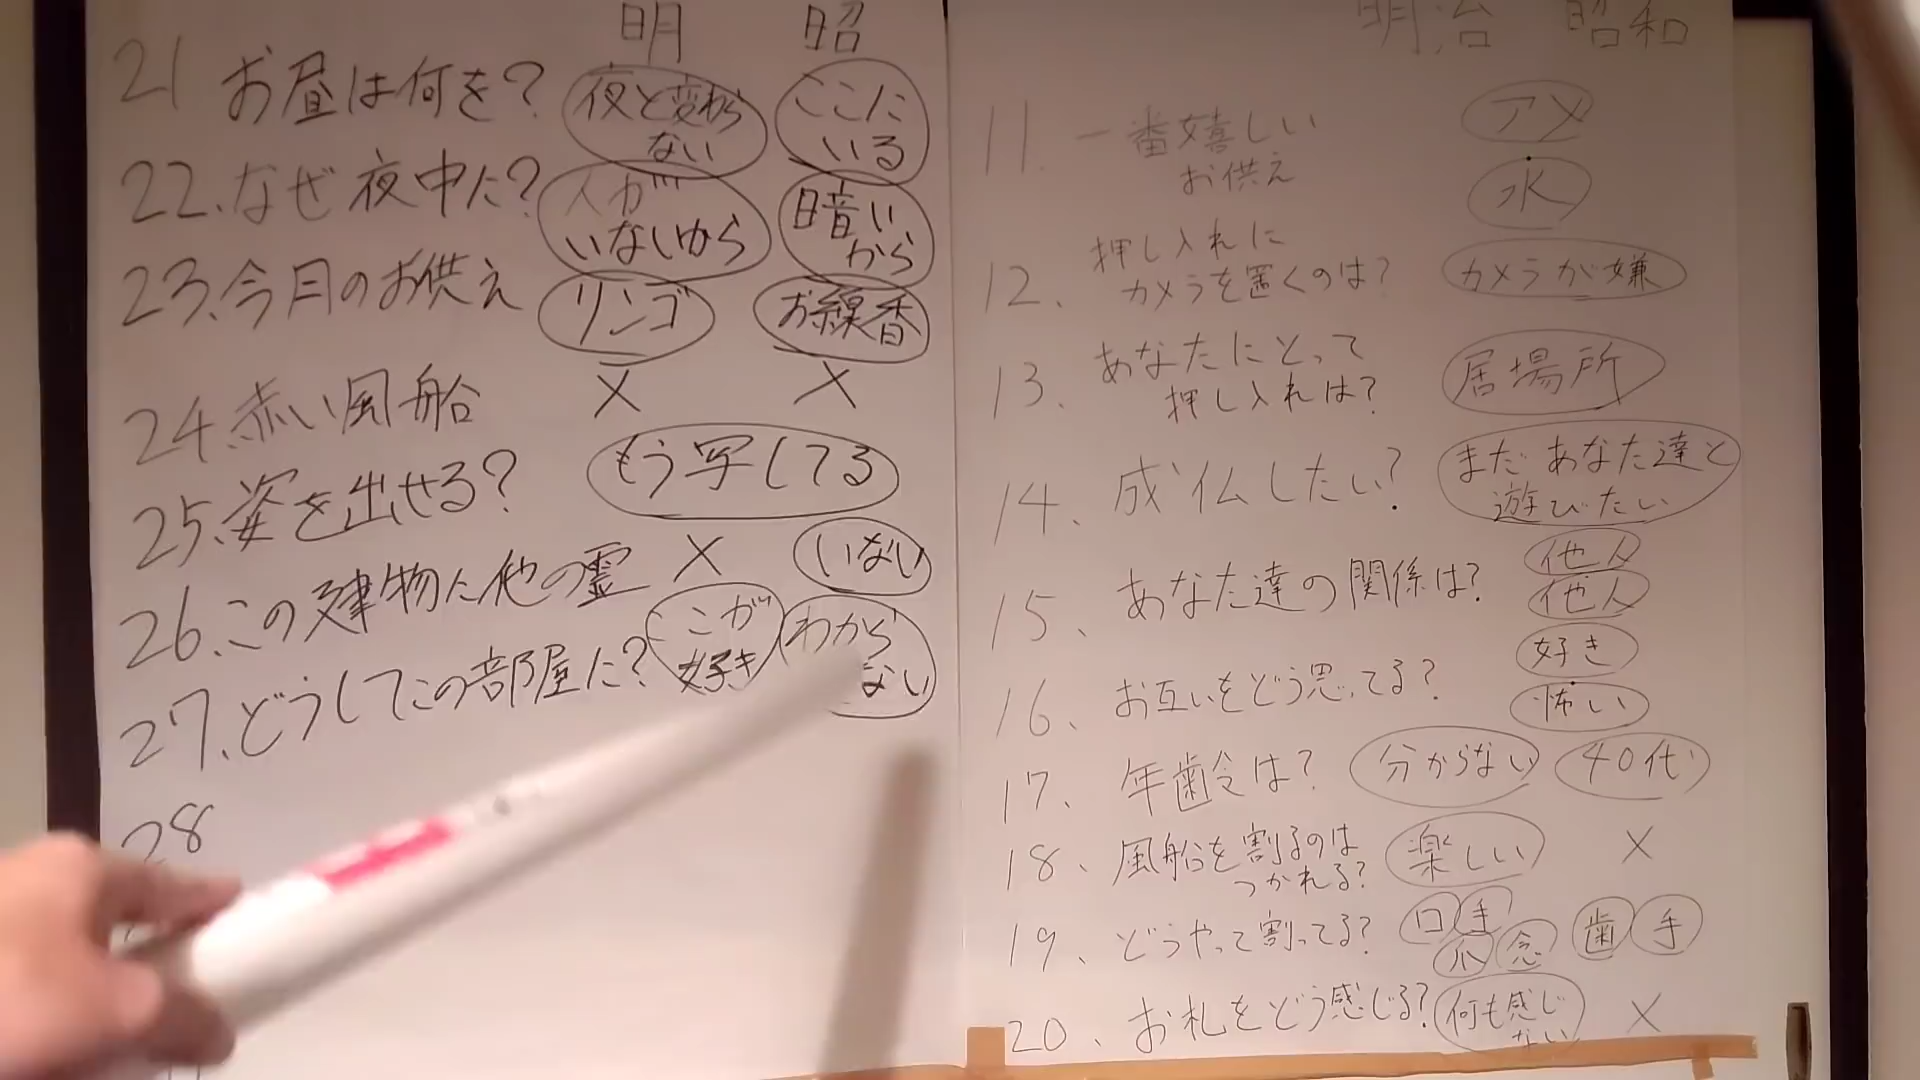 明 昭
21 お昼は何を? 夜と変わら ここに
ない いる
22、なぜ夜中に? 人が 暗い
いないから から
23、今月のお供え リンゴ お線香
24、赤い風船 × ×
25、姿を出せる? もう写してる
26、この建物に他の霊 × いない
27、どうしてこの部屋に? こが わから
好き ない
28
明治 昭和
11. 一番嬉しい アメ
お供え 水
12、押し入れに
カメラを置くのは? カメラが嫌
13、あなたにとって 居場所
押し入れは?
14、成仏したい? まだあなた達と
遊びたい
15、あなた達の関係は? 他人
他人
16、お互いをどう思ってる? 好き
怖い
17、年齢は? 分からない 40代
18、風船を割るのは 楽しい ×
つかれる?
19、どうやって割ってる? 口 手 歯 手
爪 念
20、お札をどう感じる? 何も感じ ×
ない